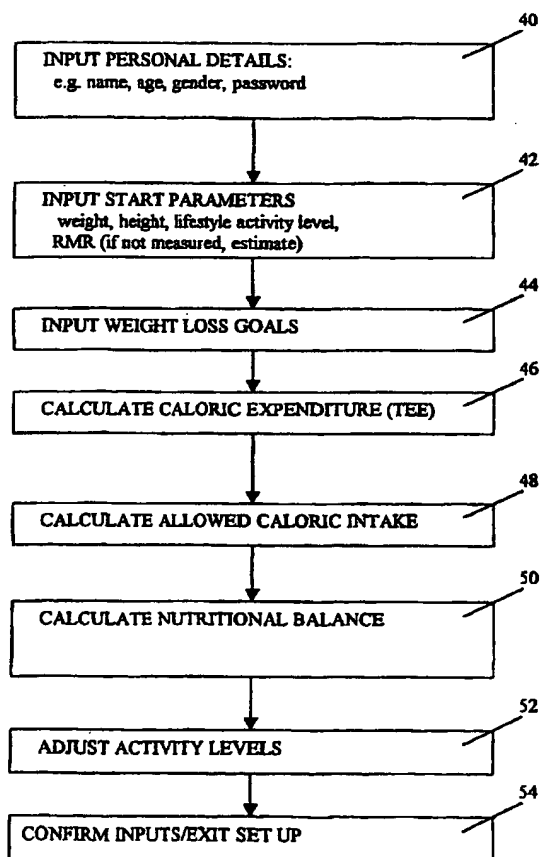 40
INPUT PERSONAL DETAILS:
e.g. name, age, gender, password
42
INPUT START PARAMETERS
weight, height, lifestyle activity level,
RMR (if not measured, estimate)
44
INPUT WEIGHT LOSS GOALS
46
CALCULATE CALORIC EXPENDITURE (TEE)
48
CALCULATE ALLOWED CALORIC INTAKE
50
CALCULATE NUTRITIONAL BALANCE
52
ADJUST ACTIVITY LEVELS
54
CONFIRM INPUTS/EXIT SET UP